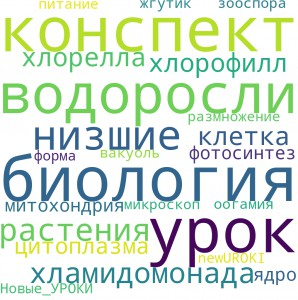 питание жгутик зооспора
конспект
хлорелла хлорофилл
водоросли
размножение
низшие клетка
форма вакуоль фотосинтез
биология
митохондрия микроскоп оогамия
растения урок
цитоплазма newUROKI
хламидомонада ядро
Новые_УРОКИ